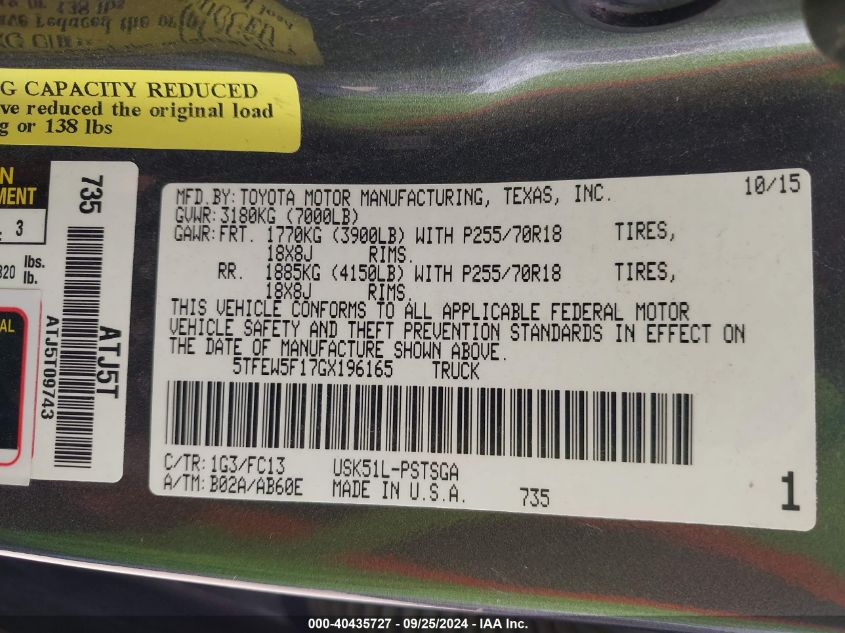 G CAPACITY REDUCED
ve reduced the original load
g or 138 lbs
N
MENT
3
lbs.
320 lb.
AL
735
ATJ5T
ATJ5T09743
MFD.BY:TOYOTA MOTOR MANUFACTURING, TEXAS, INC. 10/15
GVWR:3180KG (7000LB)
GAWR:FRT. 1770KG (3900LB) WITH P255/70R18 TIRES,
18X8J RIMS.
RR. 1885KG (4150LB) WITH P255/70R18 TIRES,
18X8J RIMS.
THIS VEHICLE CONFORMS TO ALL APPLICABLE FEDERAL MOTOR
VEHICLE SAFETY AND THEFT PREVENTION STANDARDS IN EFFECT ON
THE DATE OF MANUFACTURE SHOWN ABOVE.
5TFEW5F17GX196165 TRUCK
C/TR:1G3/FC13 USK51L-PSTSGA
A/TM:B02A/AB60E MADE IN U.S.A. 735
1
000-40435727 - 09/25/2024 - IAA Inc.